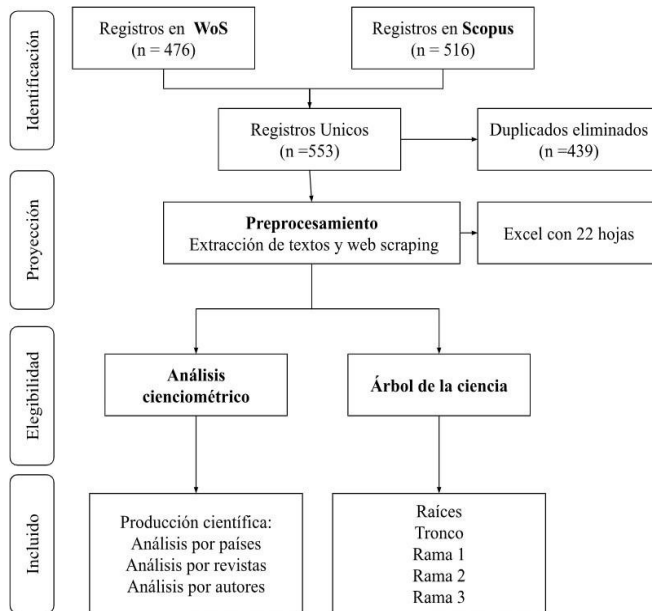 Identificación
Registros en WoS
(n = 476)
Registros en Scopus
(n = 516)
Registros Unicos
(n =553)
Duplicados eliminados
(n =439)
Proyección
Preprocesamiento
Extracción de textos y web scraping
Excel con 22 hojas
Elegibilidad
Análisis
cienciométrico
Árbol de la ciencia
Incluido
Producción científica:
Análisis por países
Análisis por revistas
Análisis por autores
Raíces
Tronco
Rama 1
Rama 2
Rama 3